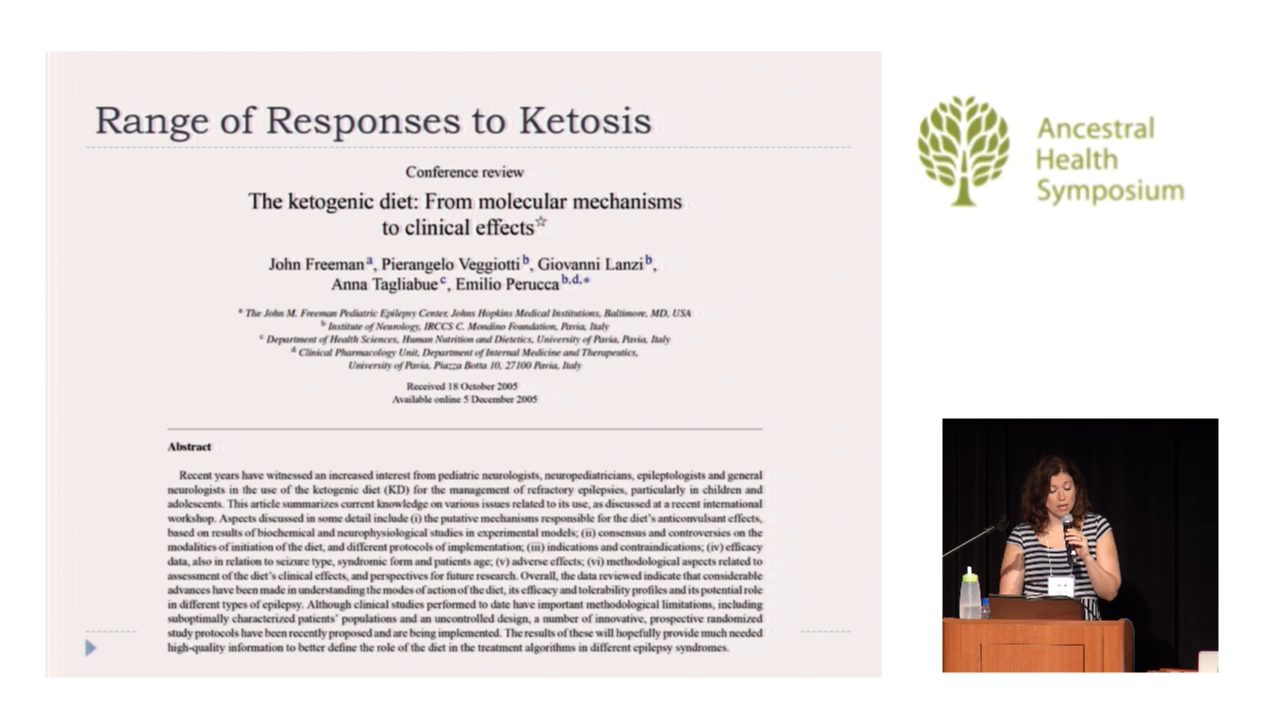 Range of Responses to Ketosis
Conference review
The ketogenic diet: From molecular mechanisms
to clinical effects☆
John Freeman a, Pierangelo Veggiotti b, Giovanni Lanzi b,
Anna Tagliabue c, Emilio Perucca b,d,*
a The John M. Freeman Pediatric Epilepsy Center, Johns Hopkins Medical Institutions, Baltimore, MD, USA
b Institute of Neurology, IRCCS C. Mondino Foundation, Pavia, Italy
c Department of Health Sciences, Human Nutrition and Dietetics, University of Pavia, Pavia, Italy
d Clinical Pharmacology Unit, Department of Internal Medicine and Therapeutics,
University of Pavia, Piazza Botta 10, 27100 Pavia, Italy
Received 18 October 2005
Available online 5 December 2005
Abstract
Recent years have witnessed an increased interest from pediatric neurologists, neuropediatricians, epileptologists and general
neurologists in the use of the ketogenic diet (KD) for the management of refractory epilepsies, particularly in children and
adolescents. This article summarizes current knowledge on various issues related to its use, as discussed at a recent international
workshop. Aspects discussed in some detail include (i) the putative mechanisms responsible for the diet's anticonvulsant effects,
based on results of biochemical and neurophysiological studies in experimental models; (ii) consensus and controversies on the
modalities of initiation of the diet, and different protocols of implementation; (iii) indications and contraindications; (iv) efficacy
data, also in relation to seizure type, syndromic form and patients age; (v) adverse effects; (vi) methodological aspects related to
assessment of the diet's clinical effects, and perspectives for future research. Overall, the data reviewed indicate that considerable
advances have been made in understanding the modes of action of the diet, its efficacy and tolerability profiles and its potential role
in different types of epilepsy. Although clinical studies performed to date have important methodological limitations, including
suboptimally characterized patients' populations and an uncontrolled design, a number of innovative, prospective randomized
study protocols have been recently proposed and are being implemented. The results of these will hopefully provide much needed
high-quality information to better define the role of the diet in the treatment algorithms in different epilepsy syndromes.
Ancestral
Health
Symposium